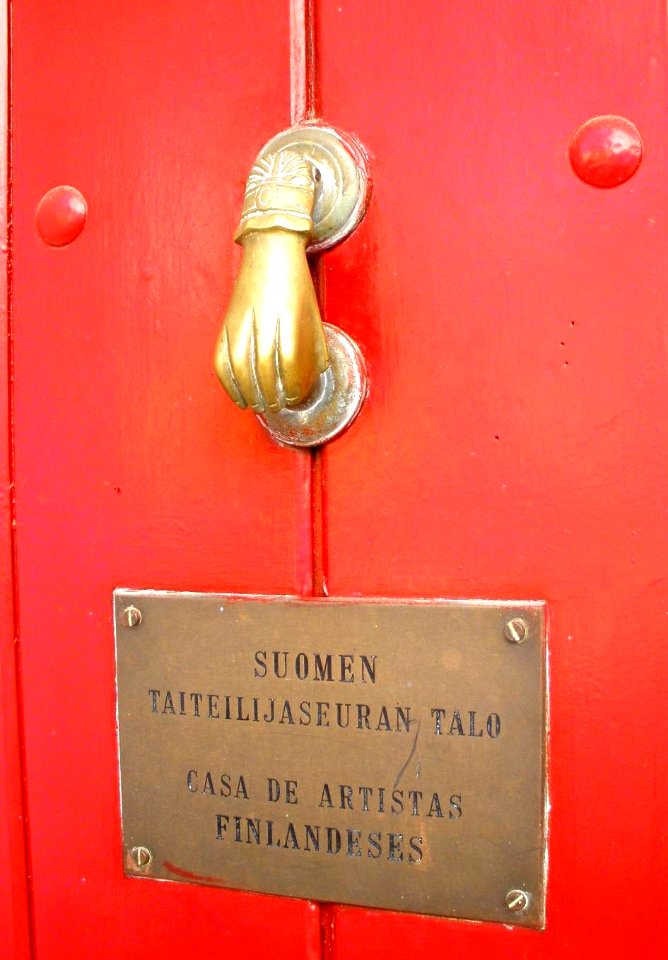 SUOMEN
TAITEILIJASEURAN TALO
CASA DE ARTISTAS
FINLANDESES